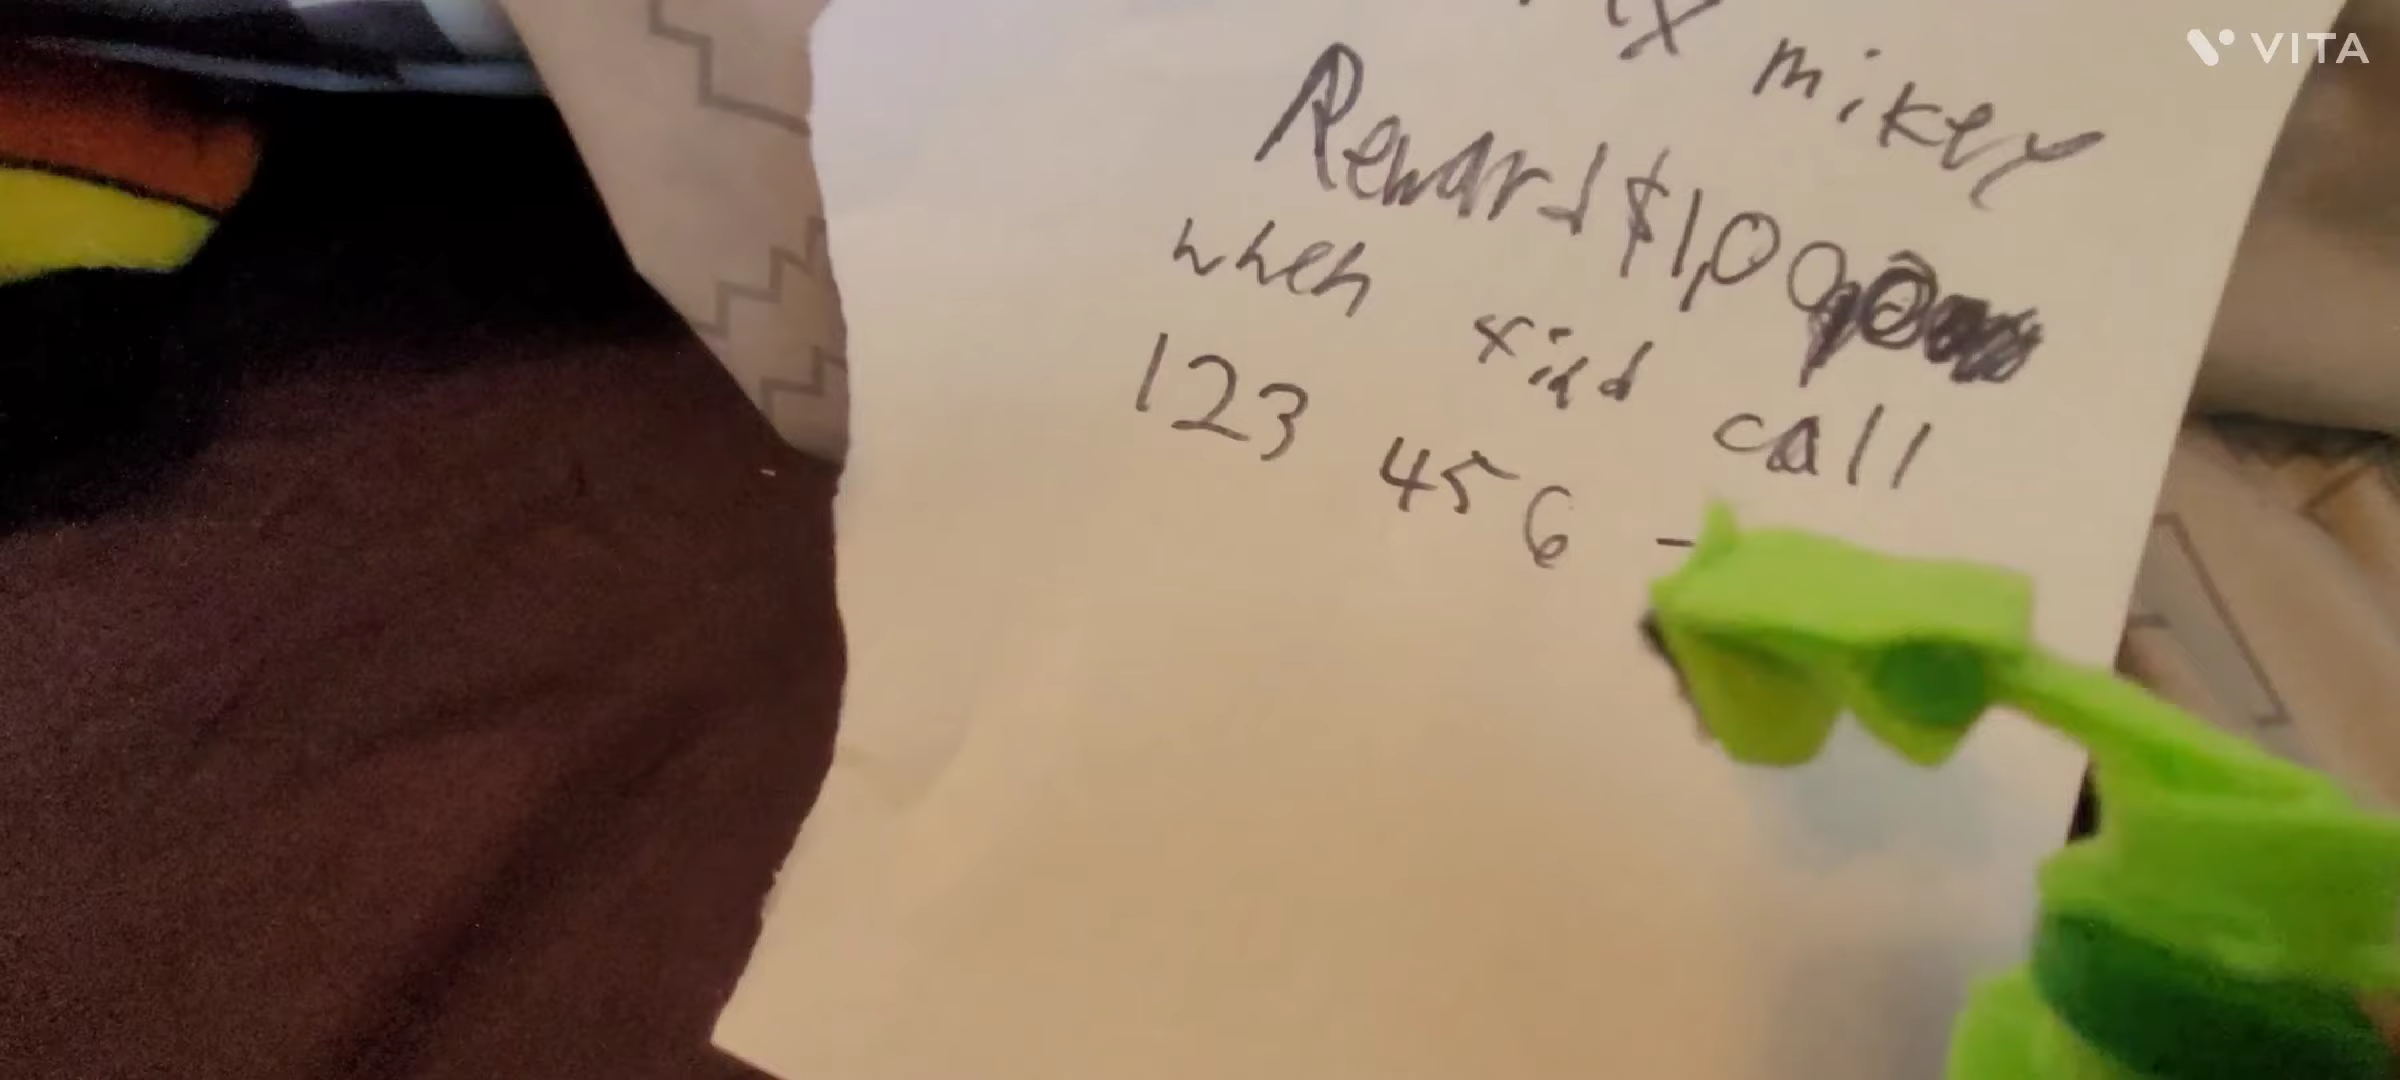 mikey
Reward $1,000
when find call
123 456 -
VITA